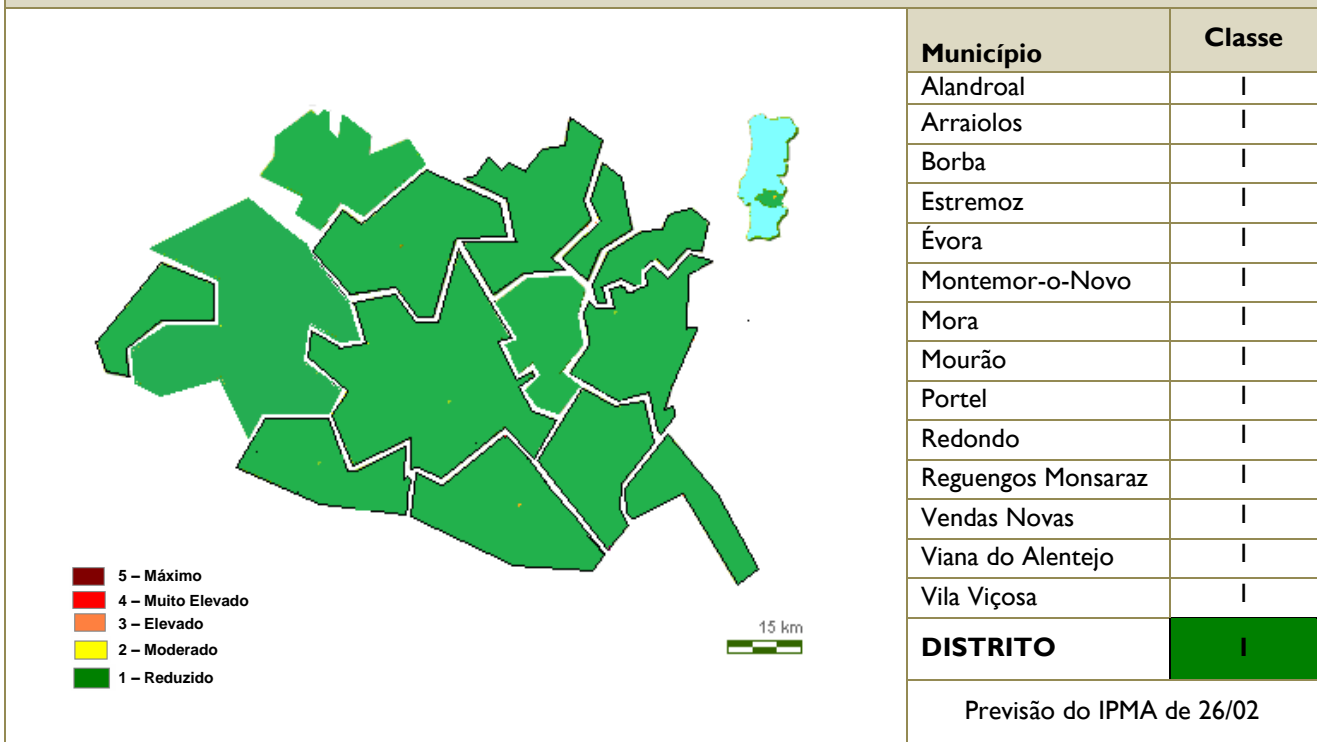 Município Classe
Alandroal 1
Arraiolos 1
Borba 1
Estremoz 1
Évora 1
Montemor-o-Novo 1
Mora 1
Mourão 1
Portel 1
Redondo 1
Reguengos Monsaraz 1
Vendas Novas 1
Viana do Alentejo 1
Vila Viçosa 1
DISTRITO 1
Previsão do IPMA de 26/02
5 – Máximo
4 – Muito Elevado
3 – Elevado
2 – Moderado
1 – Reduzido
15 km